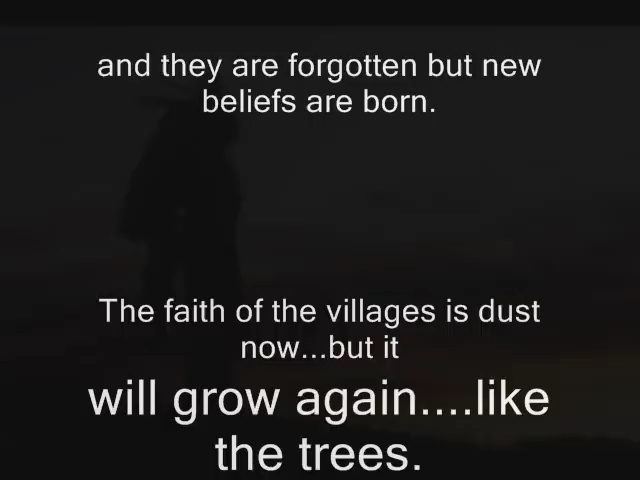 and they are forgotten but new
beliefs are born.
The faith of the villages is dust
now...but it
will grow again....like
the trees.